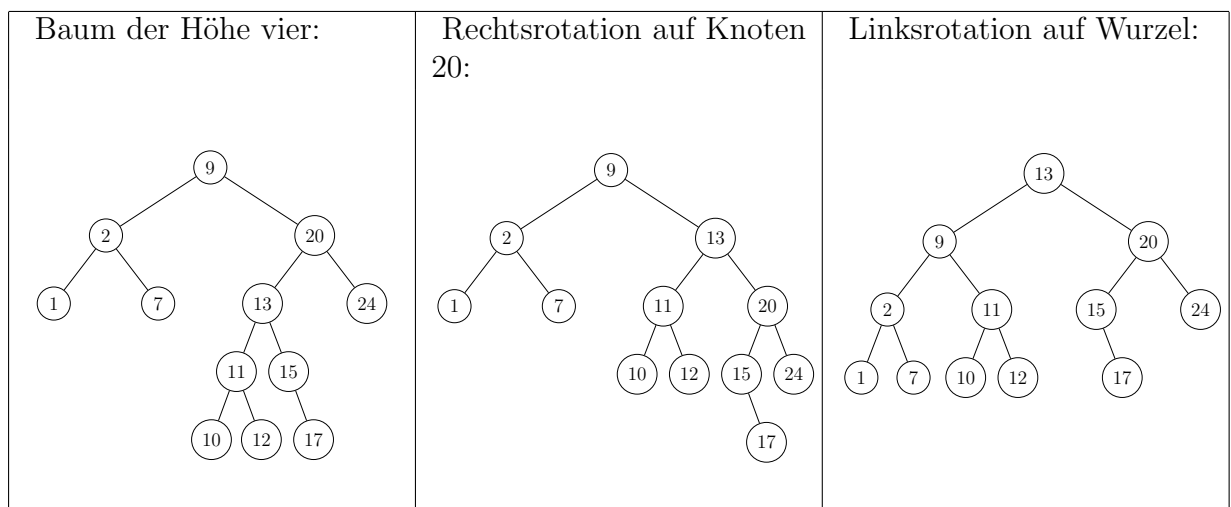 Baum der Höhe vier:
Rechtsrotation auf Knoten
20:
Linksrotation auf Wurzel:
9
2 20
1 7 13 24
11 15
10 12 17
9
2 13
1 7 11 20
10 12 15 24
17
13
9 20
2 11 15 24
1 7 10 12 17